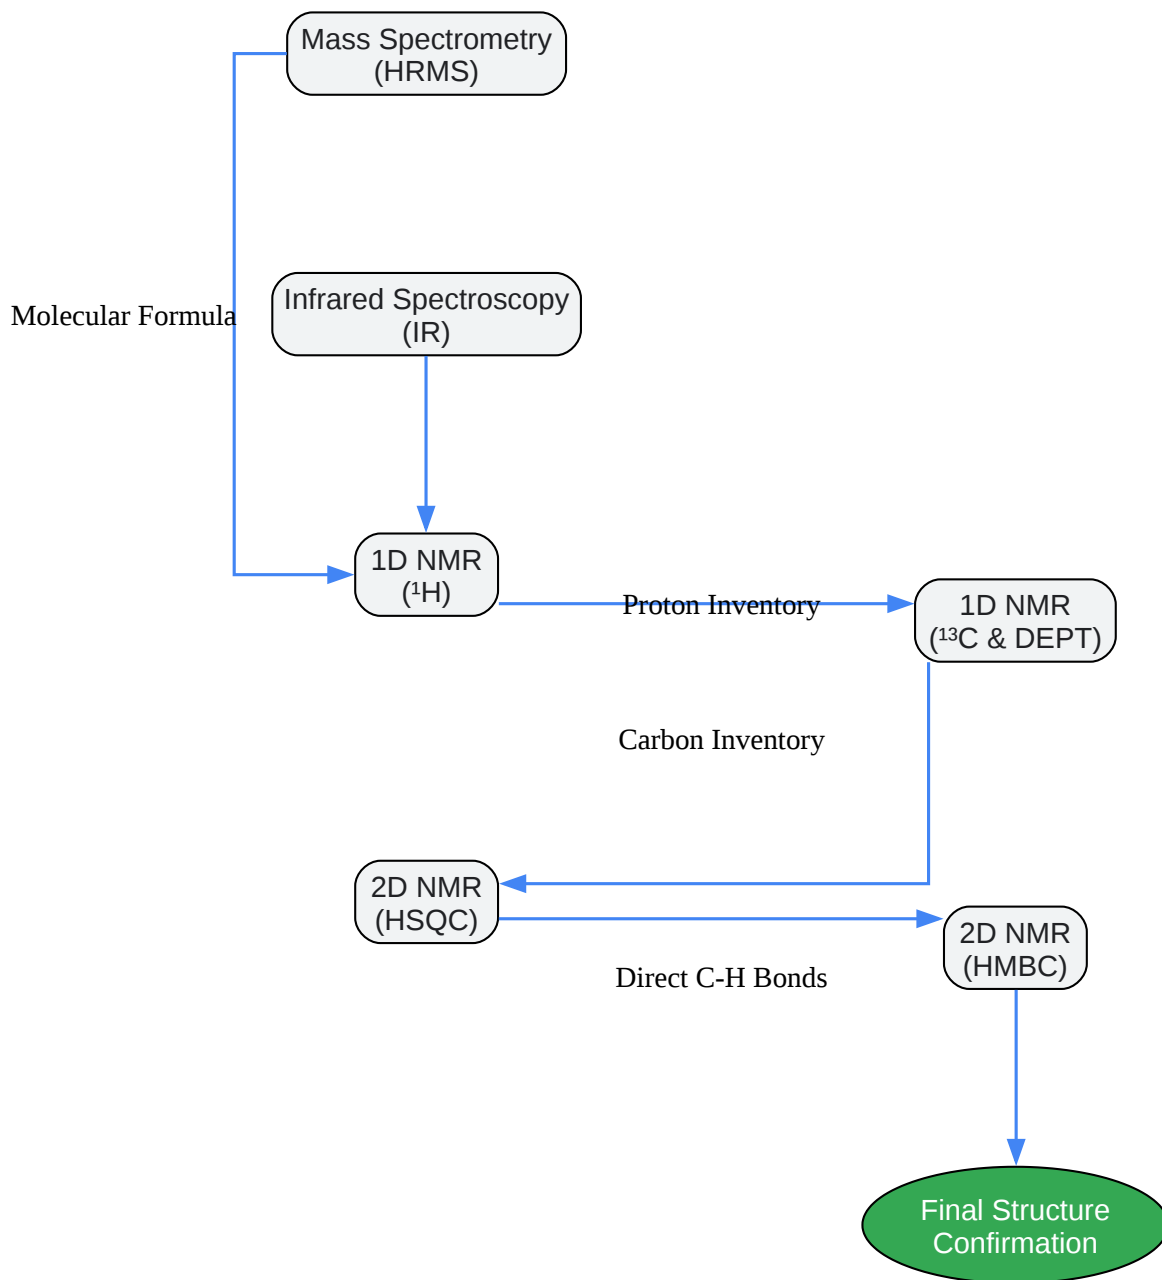 Mass Spectrometry
(HRMS)
Molecular Formula
Infrared Spectroscopy
(IR)
1D NMR
(¹H)
Proton Inventory
1D NMR
(¹³C & DEPT)
Carbon Inventory
2D NMR
(HSQC)
2D NMR
(HMBC)
Direct C-H Bonds
Final Structure
Confirmation